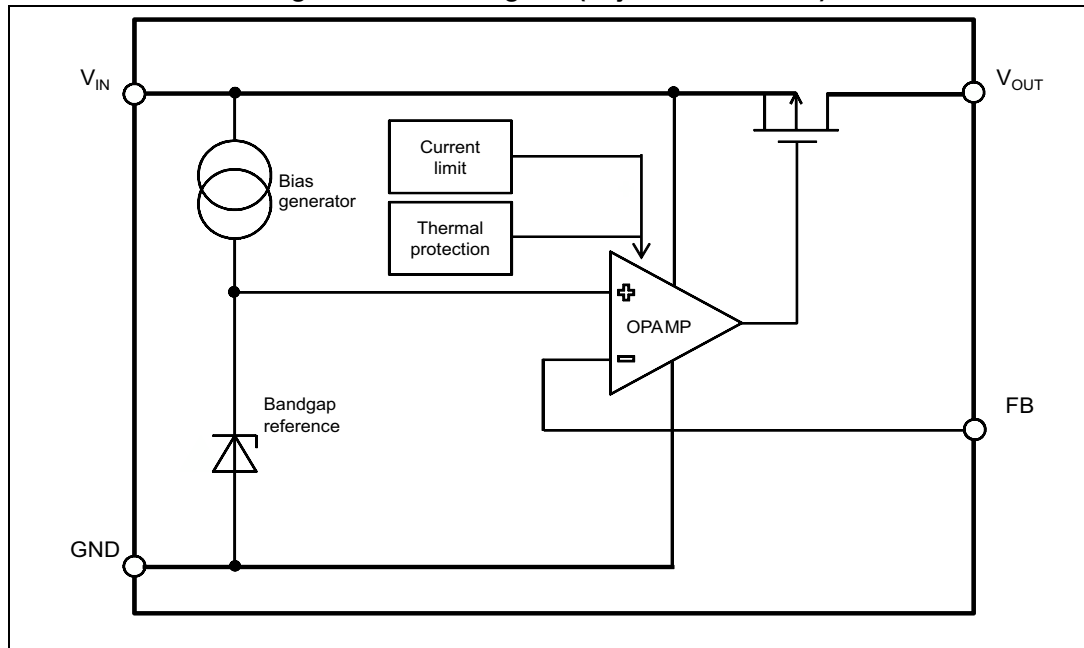 V_IN
V_OUT
Current
limit
Bias
generator
Thermal
protection
+
OPAMP
-
Bandgap
reference
FB
GND